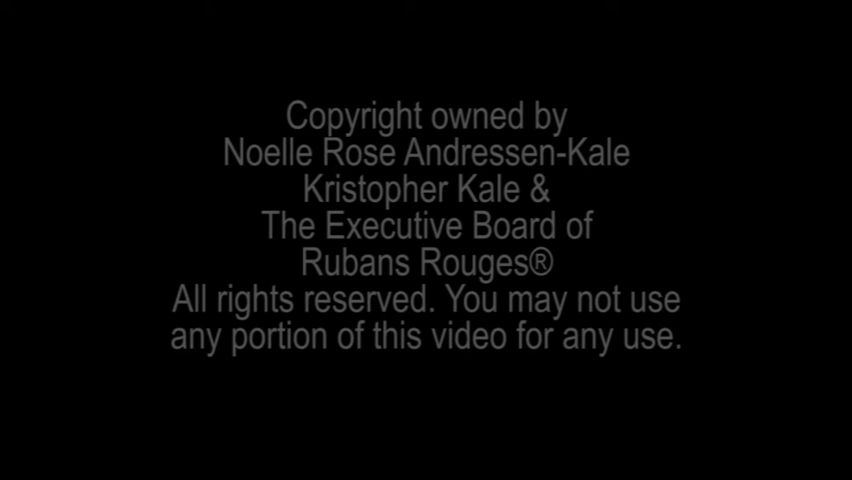 Copyright owned by
Noelle Rose Andressen-Kale
Kristopher Kale &
The Executive Board of
Rubans Rouges®
All rights reserved. You may not use
any portion of this video for any use.